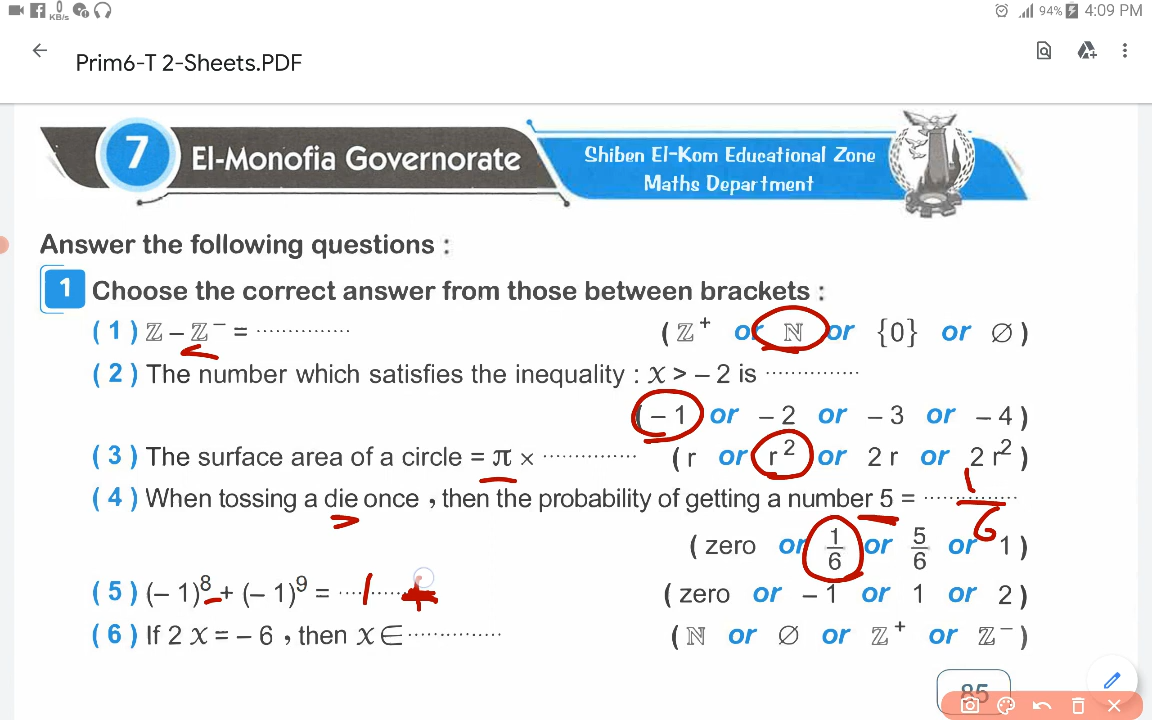 0 KB/s 94% 4:09 PM
Prim6-T 2-Sheets.PDF
7 El-Monofia Governorate
Shiben El-Kom Educational Zone
Maths Department
Answer the following questions :
1 Choose the correct answer from those between brackets :
( 1 ) ℤ – ℤ⁻ = ·············· ( ℤ⁺ or ℕ or {0} or ∅ )
( 2 ) The number which satisfies the inequality : x > – 2 is ··············
( – 1 or – 2 or – 3 or – 4 )
( 3 ) The surface area of a circle = π × ·············· ( r or r² or 2 r or 2 r² )
( 4 ) When tossing a die once , then the probability of getting a number 5 = ·············· 1/6
( zero or 1/6 or 5/6 or 1 )
( 5 ) (– 1)⁸ + (– 1)⁹ = ·············· 1 + ( zero or – 1 or 1 or 2 )
( 6 ) If 2 x = – 6 , then x ∈ ·············· ( ℕ or ∅ or ℤ⁺ or ℤ⁻ )
85